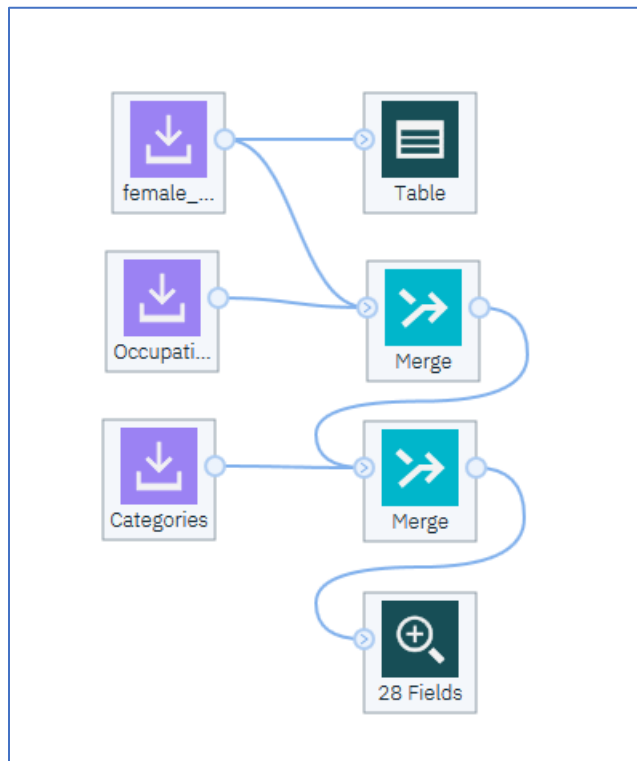 female_...
Table
Occupati...
Merge
Categories
Merge
28 Fields